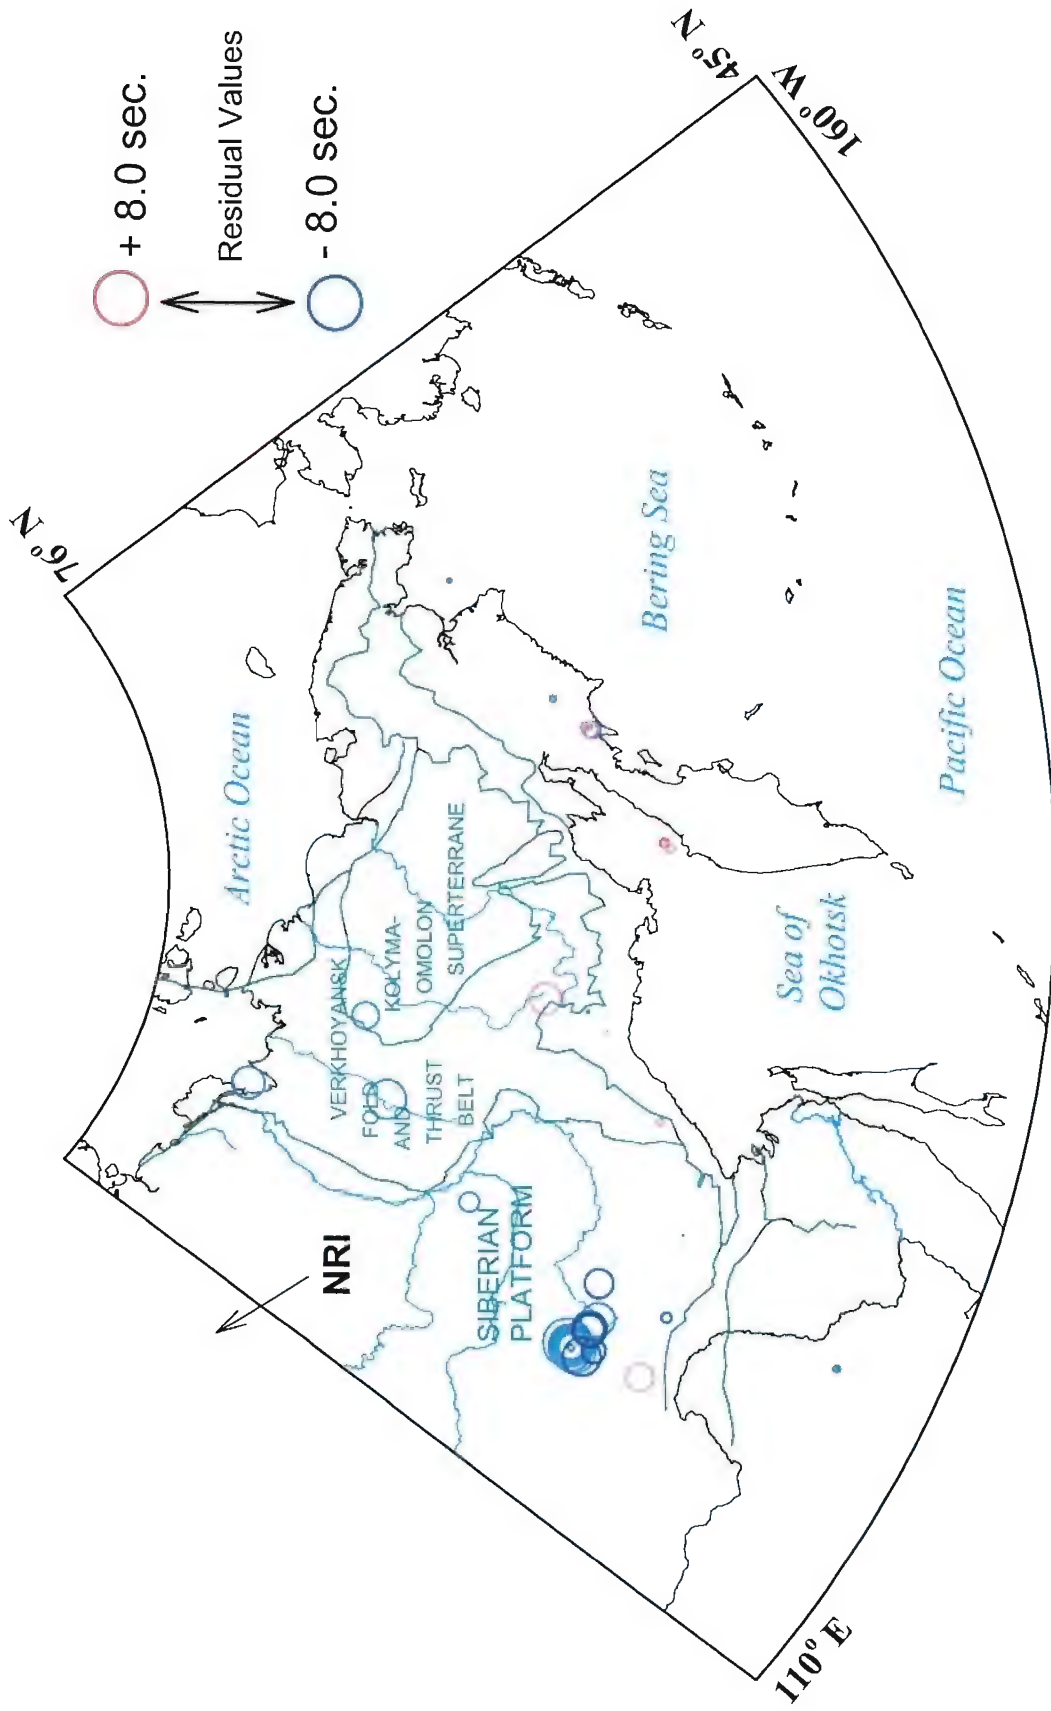 + 8.0 sec.
Residual Values
- 8.0 sec.
45° N
160° W
76° N
110° E
Arctic Ocean
Bering Sea
Pacific Ocean
Sea of
Okhotsk
KOLYMA-
OMOLON
SUPERTERRANE
VERKHOYANSK
FOLD
AND
THRUST
BELT
SIBERIAN
PLATFORM
NRI